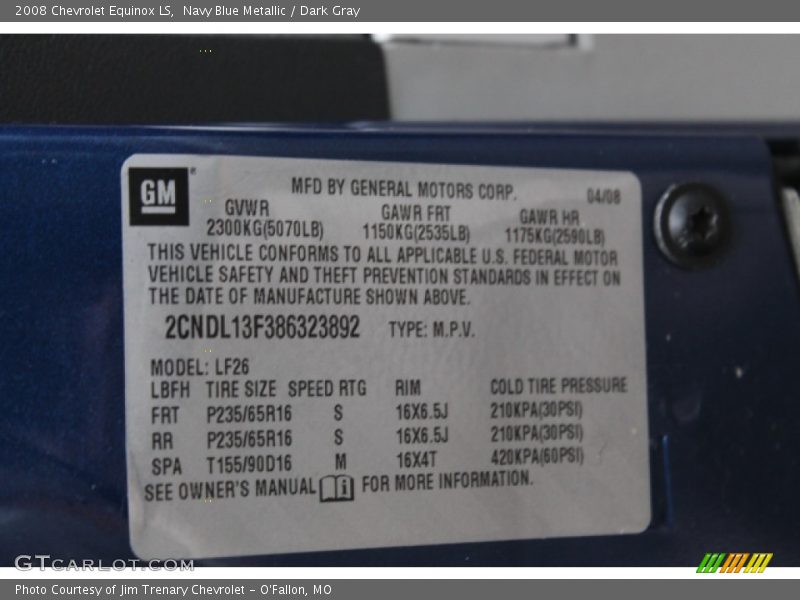 2008 Chevrolet Equinox LS, Navy Blue Metallic / Dark Gray
GM
MFD BY GENERAL MOTORS CORP. 04/08
GVWR GAWR FRT GAWR RR
2300KG(5070LB) 1150KG(2535LB) 1175KG(2590LB)
THIS VEHICLE CONFORMS TO ALL APPLICABLE U.S. FEDERAL MOTOR
VEHICLE SAFETY AND THEFT PREVENTION STANDARDS IN EFFECT ON
THE DATE OF MANUFACTURE SHOWN ABOVE.
2CNDL13F386323892 TYPE: M.P.V.
MODEL: LF26
LBFH TIRE SIZE SPEED RTG RIM COLD TIRE PRESSURE
FRT P235/65R16 S 16X6.5J 210KPA(30PSI)
RR P235/65R16 S 16X6.5J 210KPA(30PSI)
SPA T155/90D16 M 16X4T 420KPA(60PSI)
SEE OWNER'S MANUAL i FOR MORE INFORMATION.
GTCARLOT.COM
Photo Courtesy of Jim Trenary Chevrolet - O'Fallon, MO